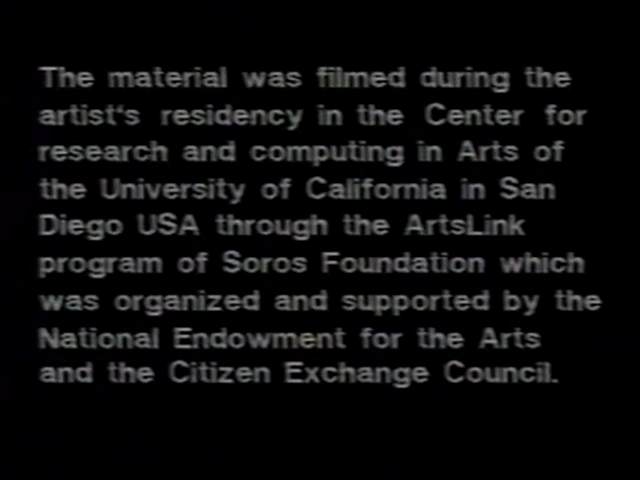 The material was filmed during the
artist‘s residency in the Center for
research and computing in Arts of
the University of California in San
Diego USA through the ArtsLink
program of Soros Foundation which
was organized and supported by the
National Endowment for the Arts
and the Citizen Exchange Council.